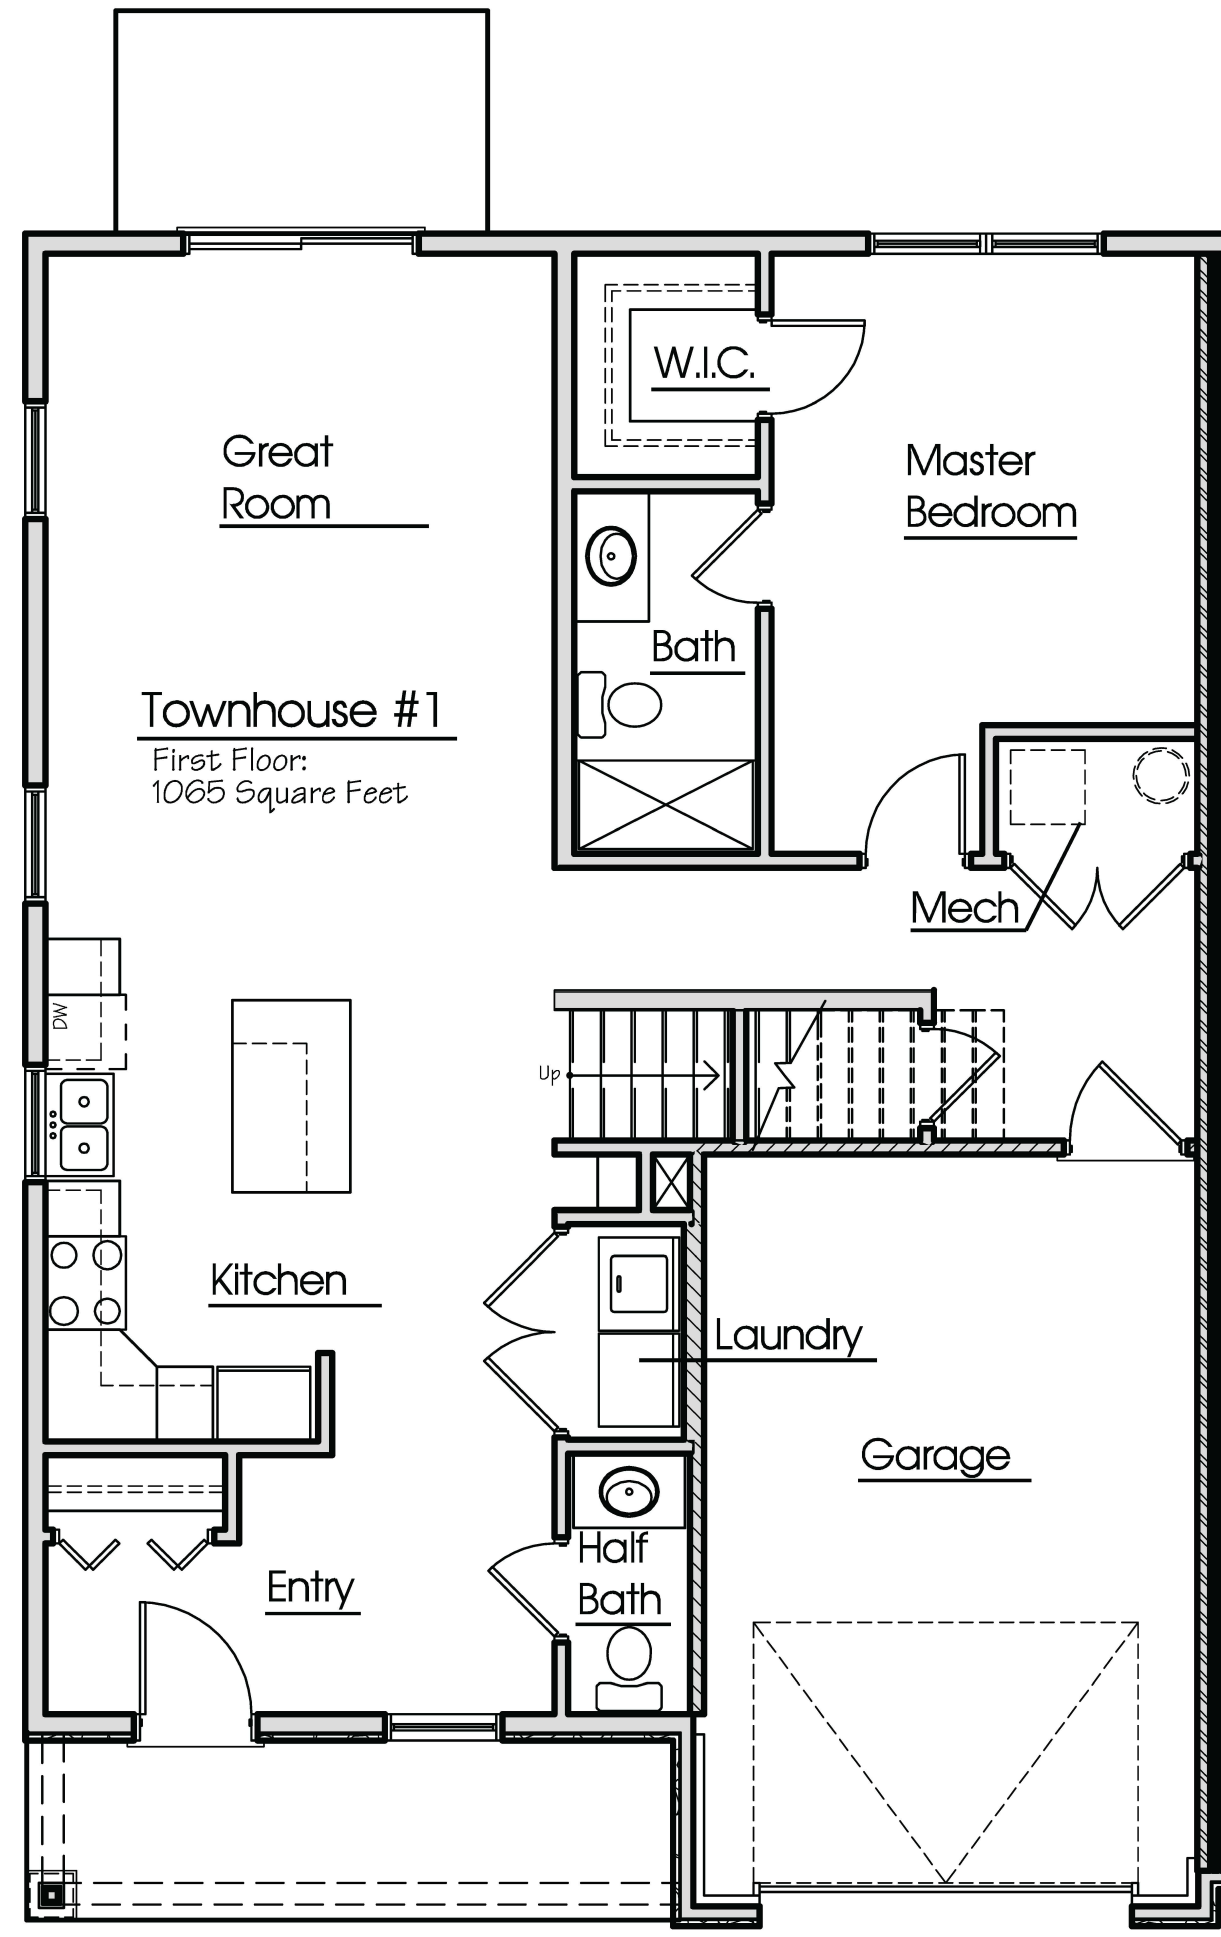 W.I.C.
Great
Room
Master
Bedroom
Bath
Townhouse #1
First Floor:
1065 Square Feet
Mech
DW
Up
Kitchen
Laundry
Garage
Half
Bath
Entry